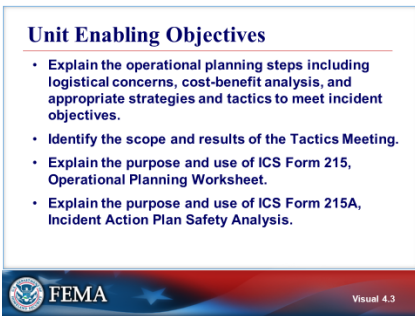 Unit Enabling Objectives
• Explain the operational planning steps including
logistical concerns, cost-benefit analysis, and
appropriate strategies and tactics to meet incident
objectives.
• Identify the scope and results of the Tactics Meeting.
• Explain the purpose and use of ICS Form 215,
Operational Planning Worksheet.
• Explain the purpose and use of ICS Form 215A,
Incident Action Plan Safety Analysis.
FEMA
Visual 4.3